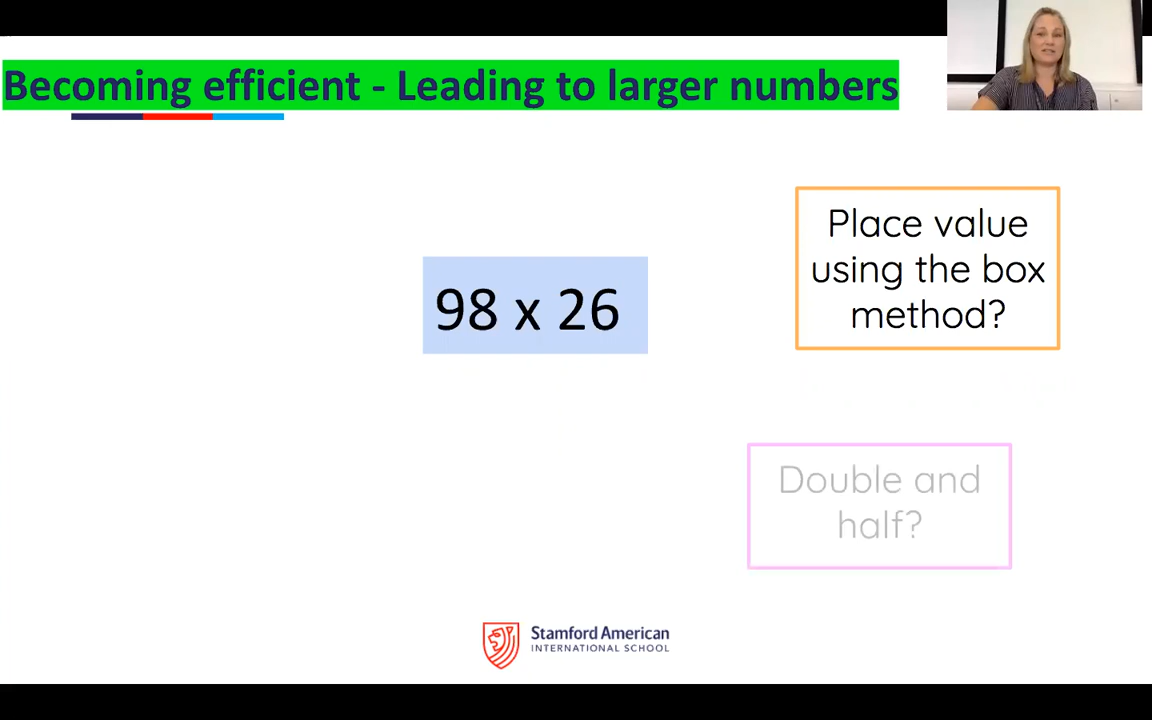 Becoming efficient - Leading to larger numbers
Place value
using the box
method?
98 x 26
Double and
half?
Stamford American
INTERNATIONAL SCHOOL